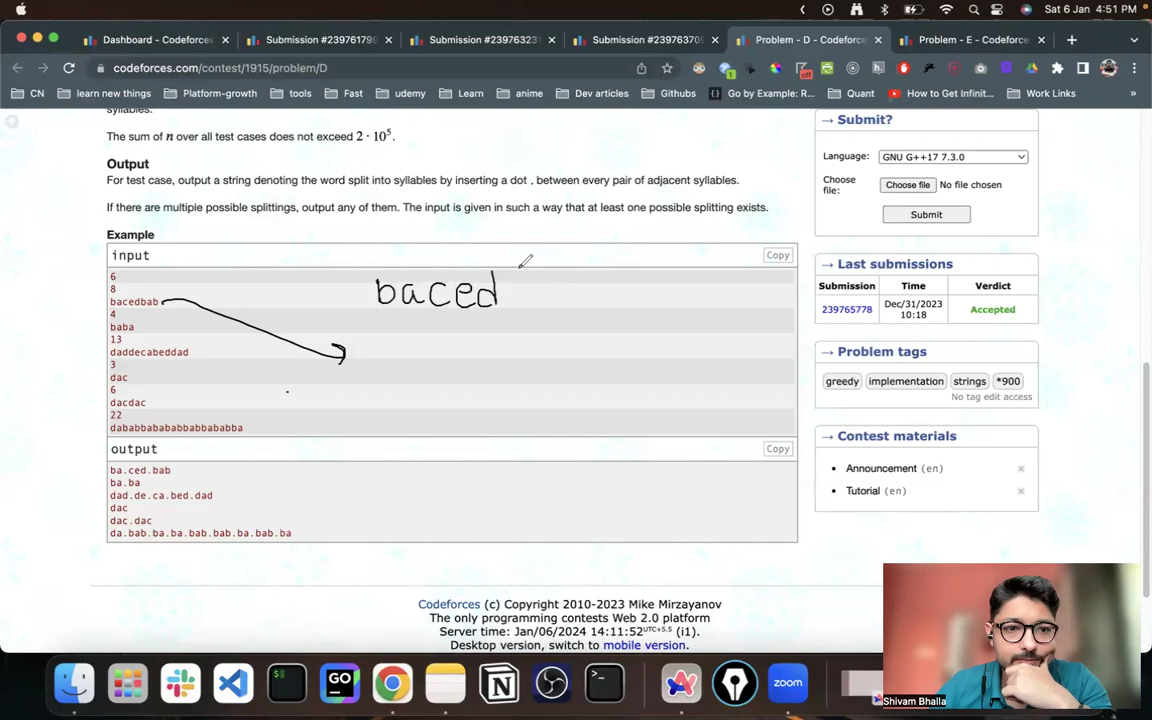 Sat 6 Jan 4:51 PM
Dashboard - Codeforces
Submission #239761799
Submission #23976323
Submission #23976370
Problem - D - Codeforce
Problem - E - Codeforce
codeforces.com/contest/1915/problem/D
off
CN
learn new things
Platform-growth
tools
Fast
udemy
Learn
anime
Dev articles
Githubs
Go by Example: R...
Quant
How to Get Infinit...
Work Links
syllables.
The sum of n over all test cases does not exceed 2 · 10⁵.
Output
For test case, output a string denoting the word split into syllables by inserting a dot . between every pair of adjacent syllables.
If there are multiple possible splittings, output any of them. The input is given in such a way that at least one possible splitting exists.
Example
input
Copy
6
8
bacedbab
4
baba
13
daddecabeddad
3
dac
6
dacdac
22
dababbabababbabbababba
baced
output
Copy
ba.ced.bab
ba.ba
dad.de.ca.bed.dad
dac
dac.dac
da.bab.ba.ba.bab.bab.ba.bab.ba
→ Submit?
Language:
GNU G++17 7.3.0
Choose file:
Choose file No file chosen
Submit
→ Last submissions
Submission Time Verdict
239765778 Dec/31/2023 10:18 Accepted
→ Problem tags
greedy implementation strings *900
No tag edit access
→ Contest materials
Announcement (en)
Tutorial (en)
Codeforces (c) Copyright 2010-2023 Mike Mirzayanov
The only programming contests Web 2.0 platform
Server time: Jan/06/2024 14:11:52 UTC+5.5 (i1).
Desktop version, switch to mobile version.
GO
zoom
Shivam Bhalla